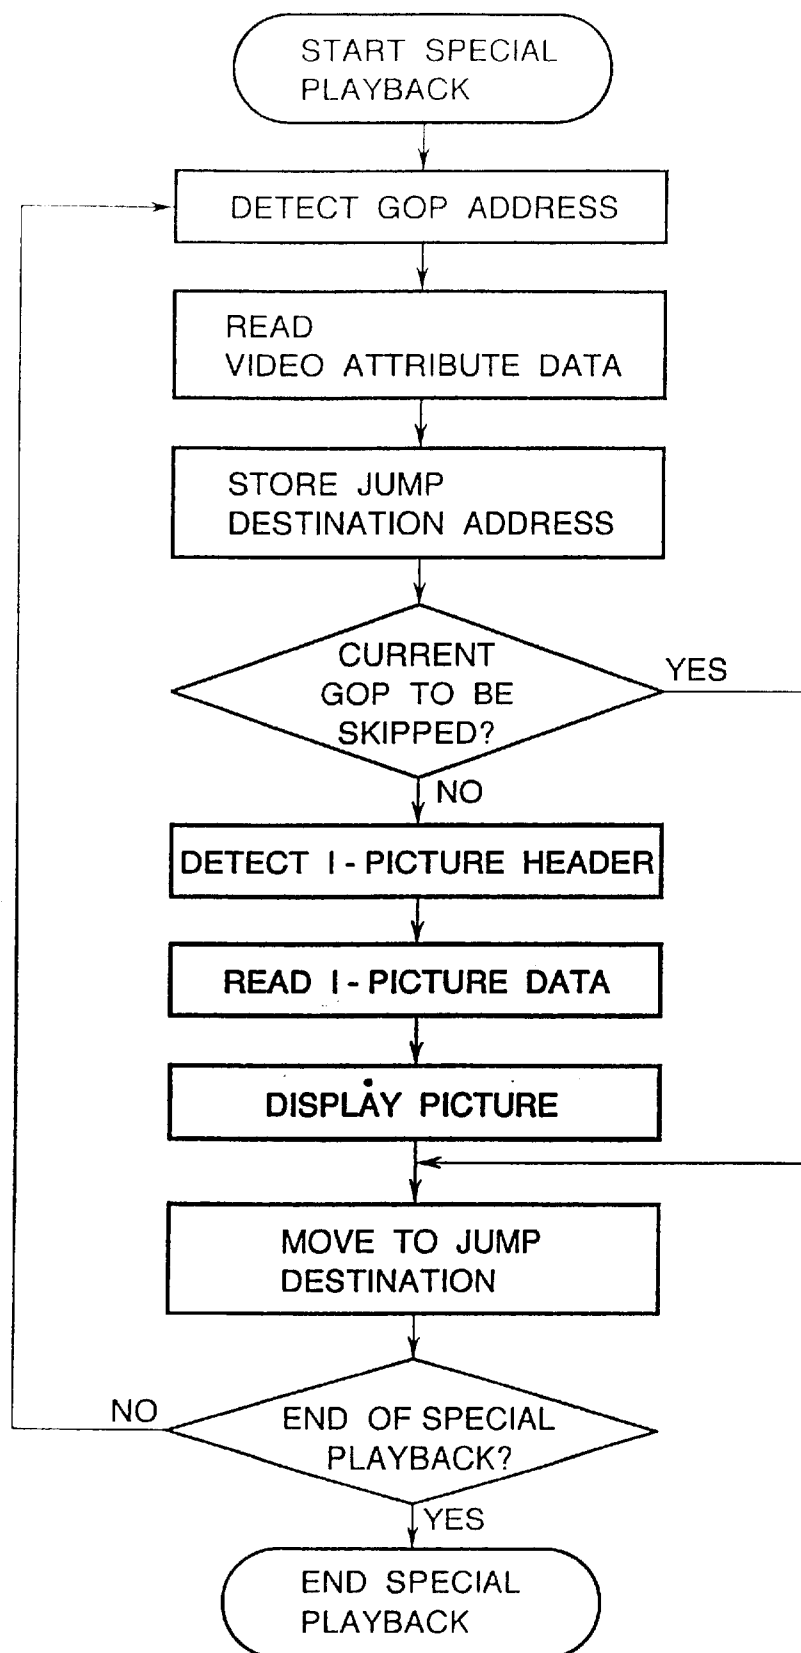 START SPECIAL
PLAYBACK
DETECT GOP ADDRESS
READ
VIDEO ATTRIBUTE DATA
STORE JUMP
DESTINATION ADDRESS
CURRENT
GOP TO BE
SKIPPED?
YES
NO
DETECT I-PICTURE HEADER
READ I-PICTURE DATA
DISPLAY PICTURE
MOVE TO JUMP
DESTINATION
NO
END OF SPECIAL
PLAYBACK?
YES
END SPECIAL
PLAYBACK